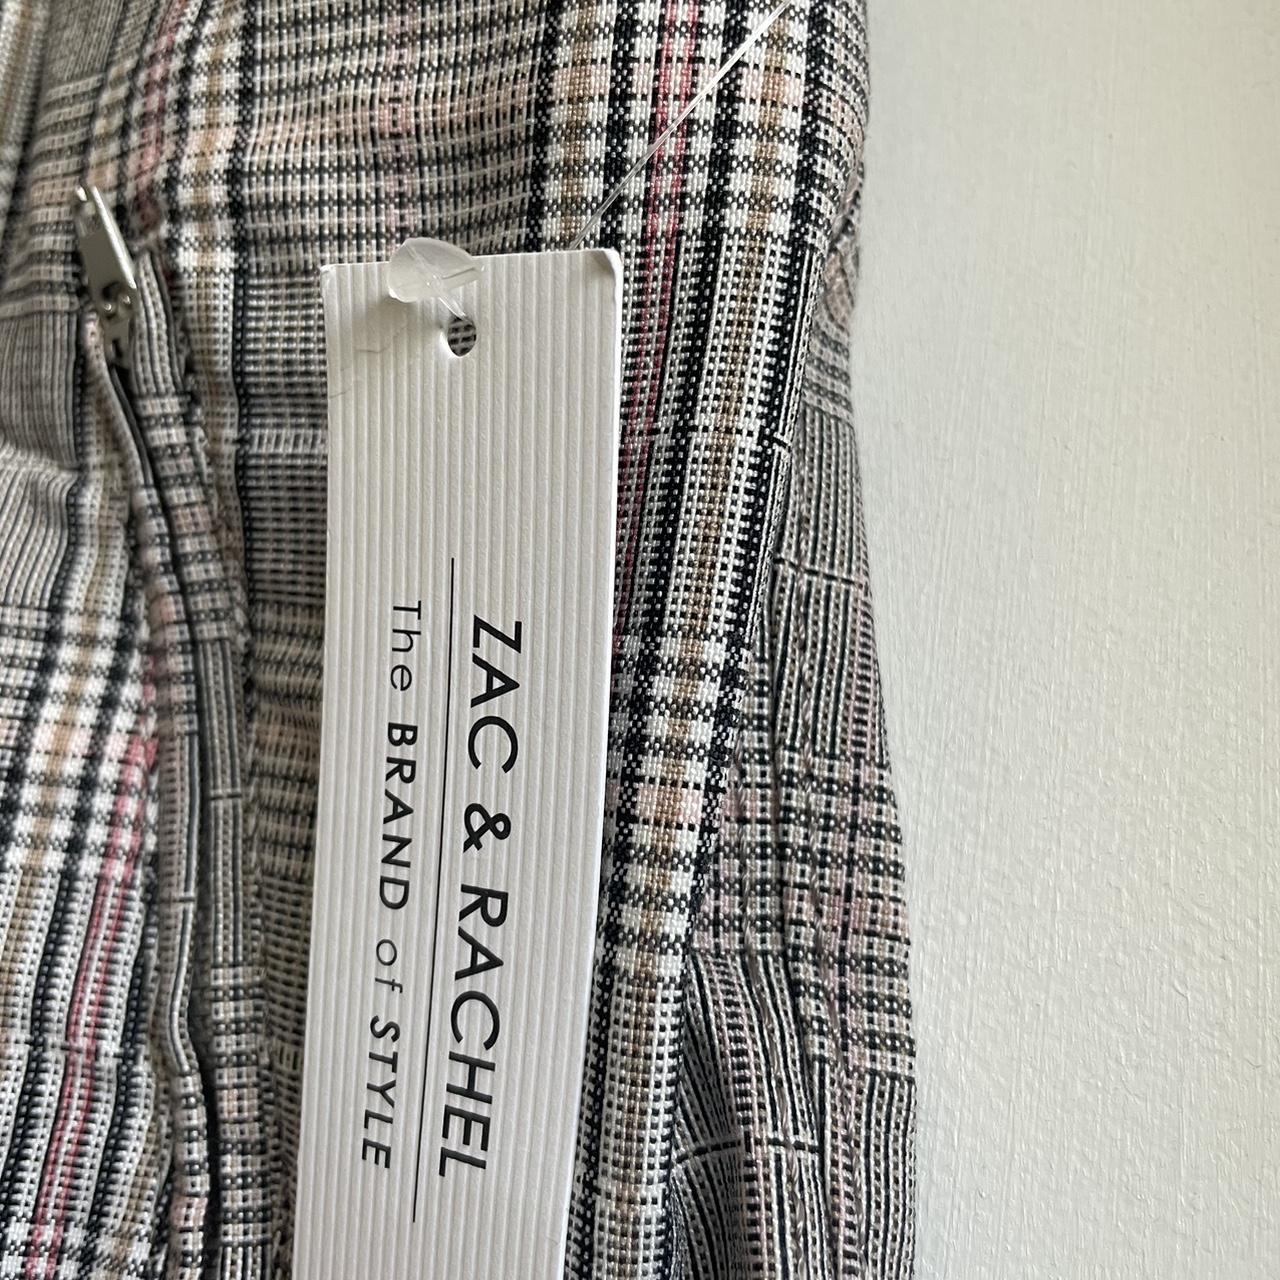 ZAC & RACHEL
The BRAND of STYLE